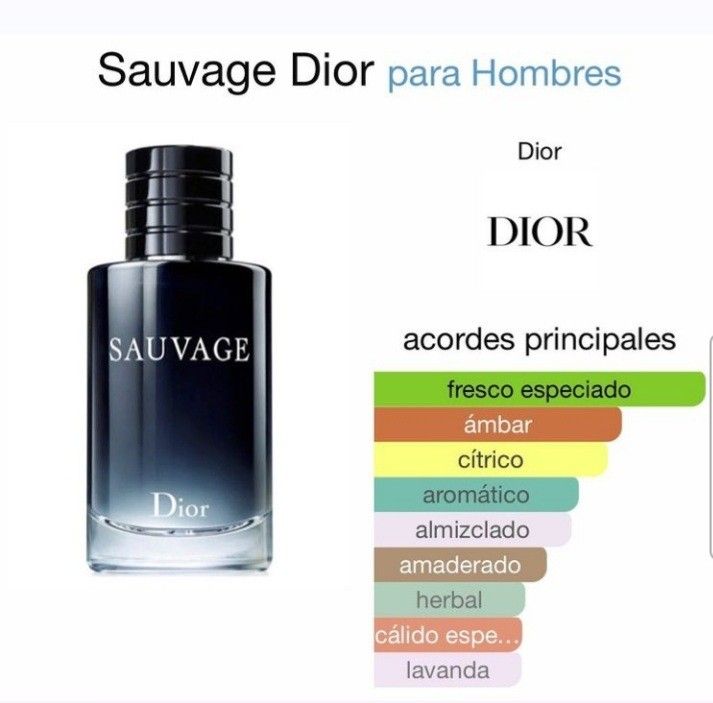 Sauvage Dior para Hombres
SAUVAGE
Dior
Dior
DIOR
acordes principales
fresco especiado
ámbar
cítrico
aromático
almizclado
amaderado
herbal
cálido espe...
lavanda